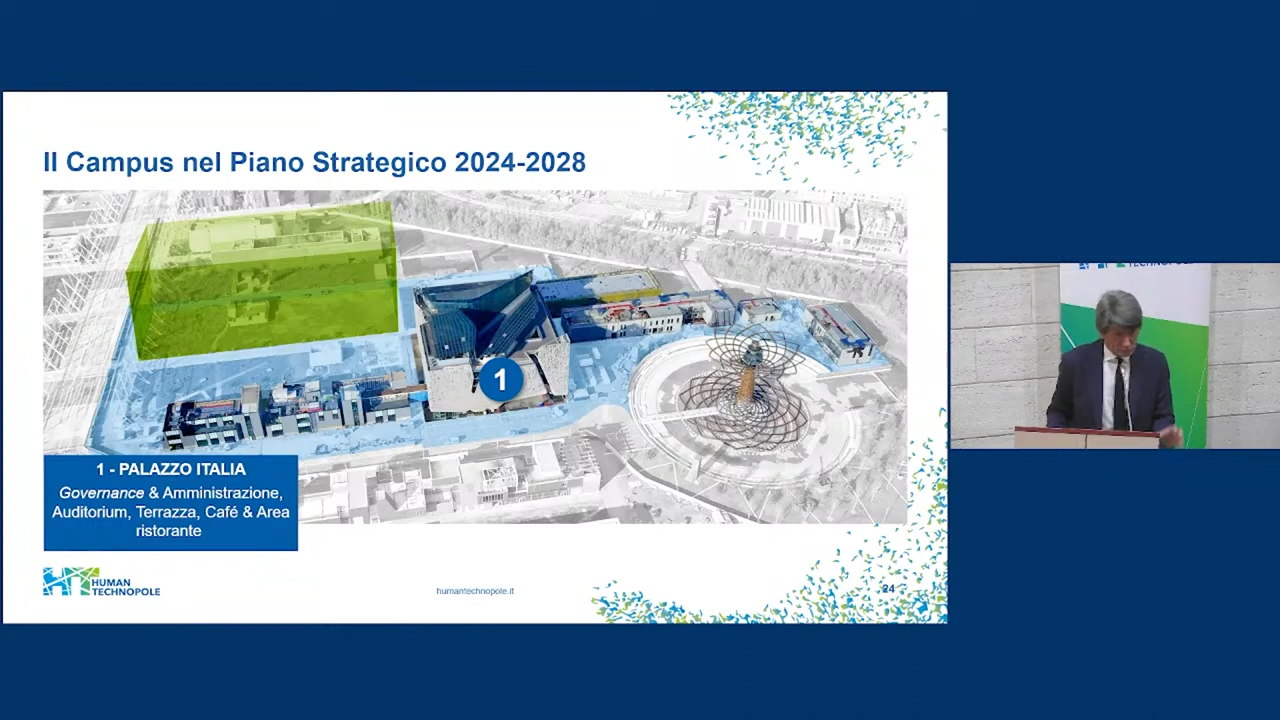 Il Campus nel Piano Strategico 2024-2028
1
1 - PALAZZO ITALIA
Governance & Amministrazione,
Auditorium, Terrazza, Café & Area
ristorante
HUMAN
TECHNOPOLE
humantechnopole.it
24